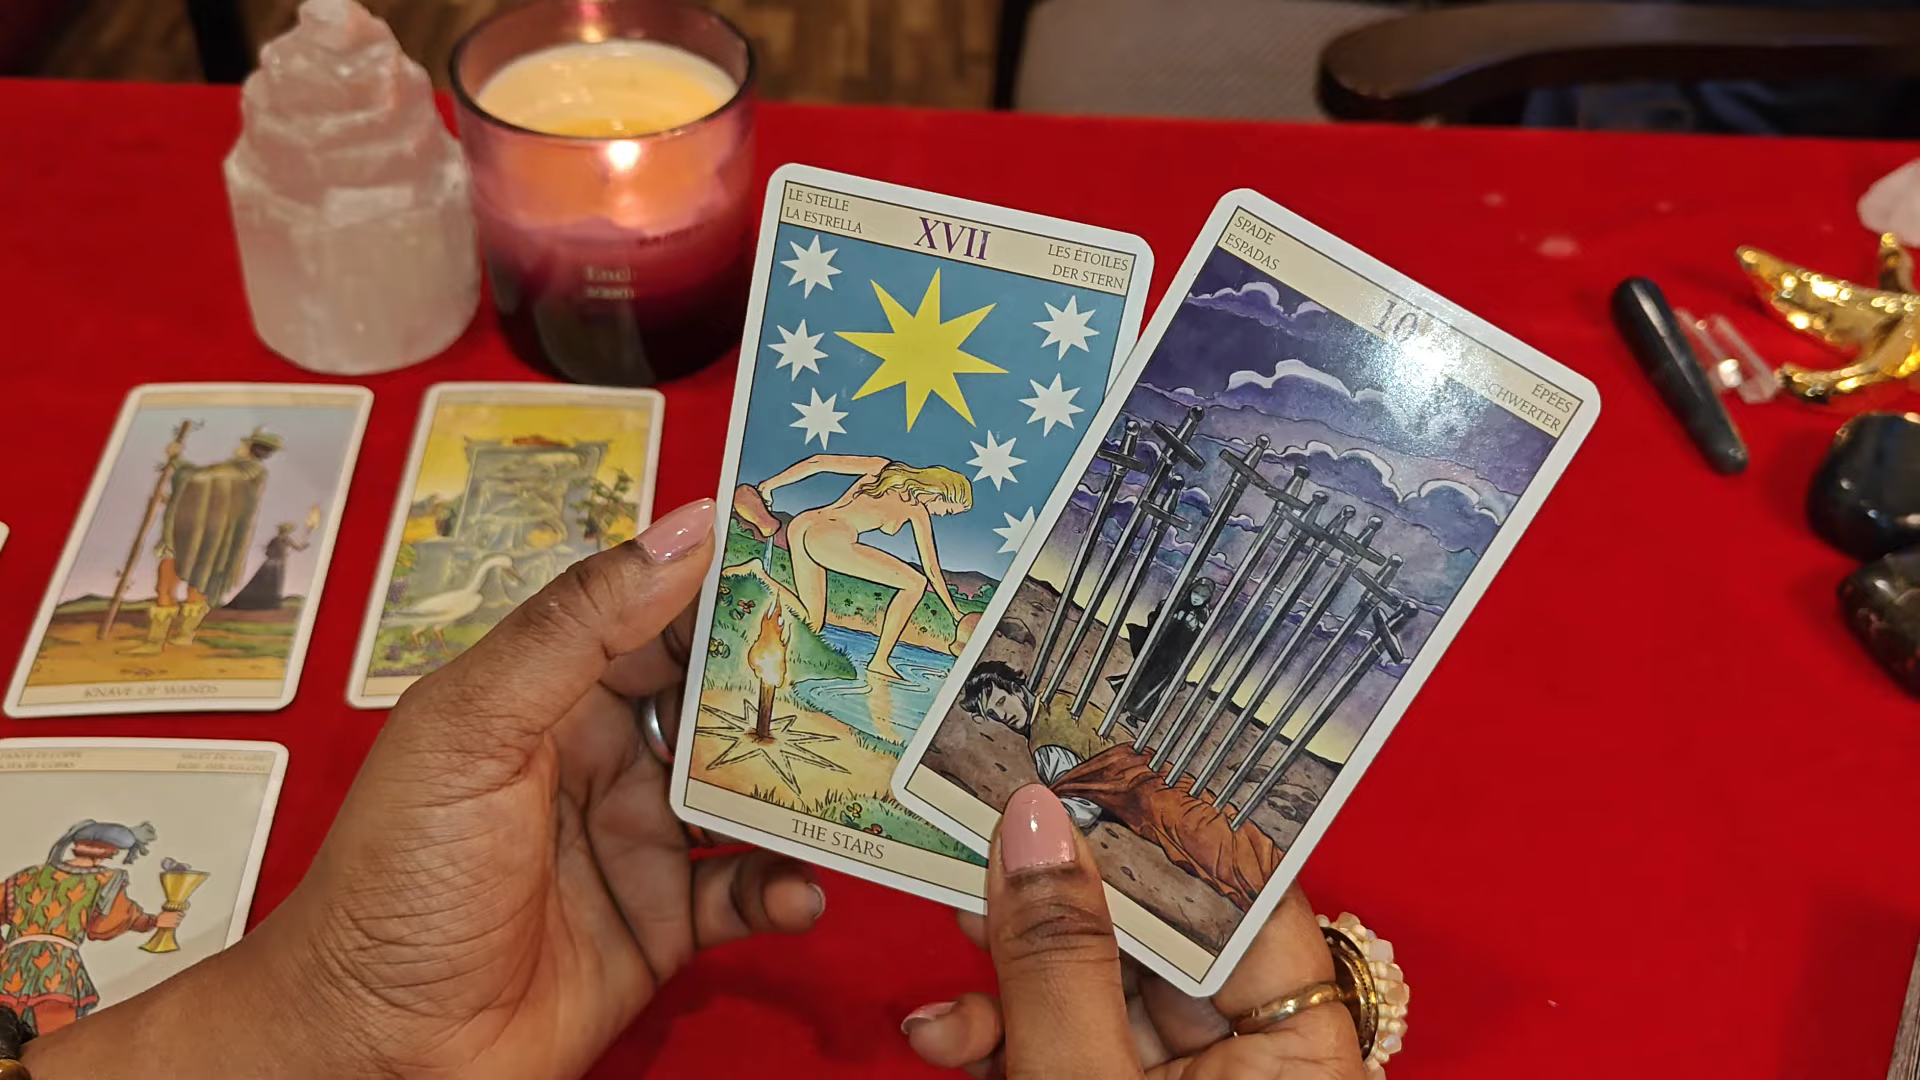 LE STELLE
LA ESTRELLA
XVII
LES ÉTOILES
DER STERN
THE STARS
SPADE
ESPADAS
10
ÉPÉES
SCHWERTER
KNAVE OF WANDS